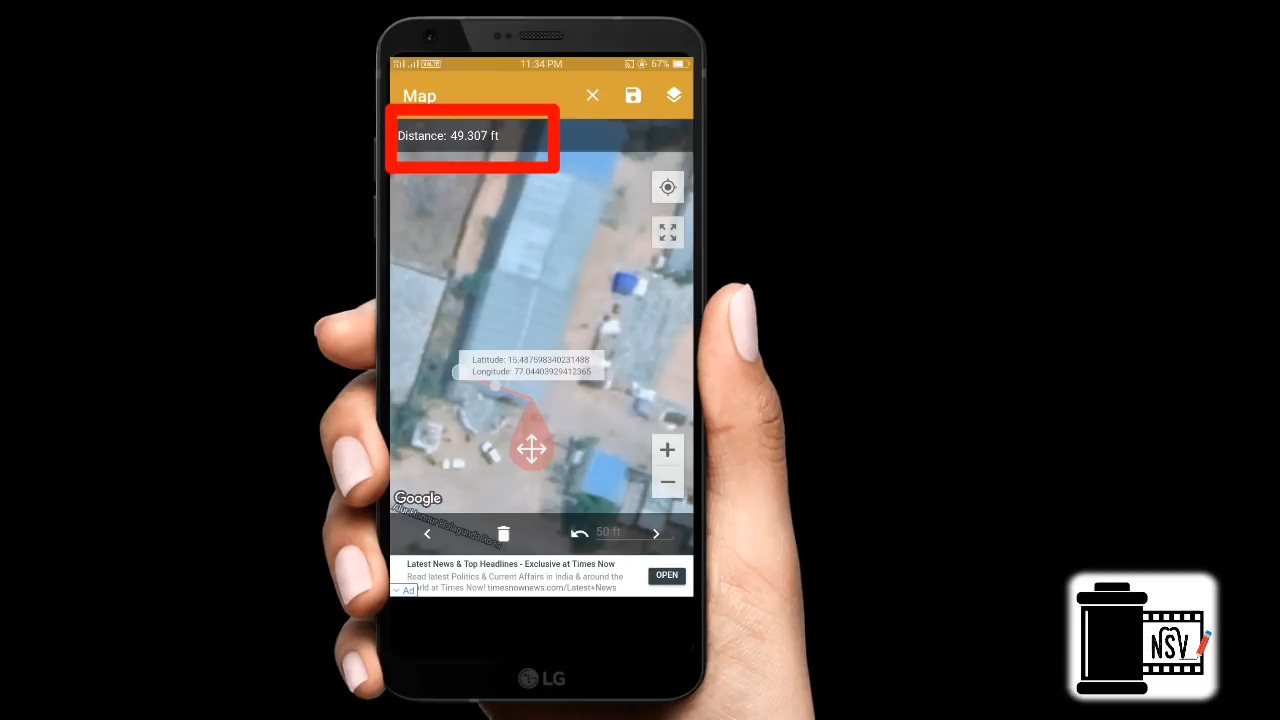 VoLTE
11:34 PM
67%
Map
Distance: 49.307 ft
Latitude: 15.487598340231488
Longitude: 77.04403929412365
Google
50 ft
Latest News & Top Headlines - Exclusive at Times Now
Read latest Politics & Current Affairs in India & around the
world at Times Now! timesnownews.com/Latest+News
OPEN
Ad
LG
NSV